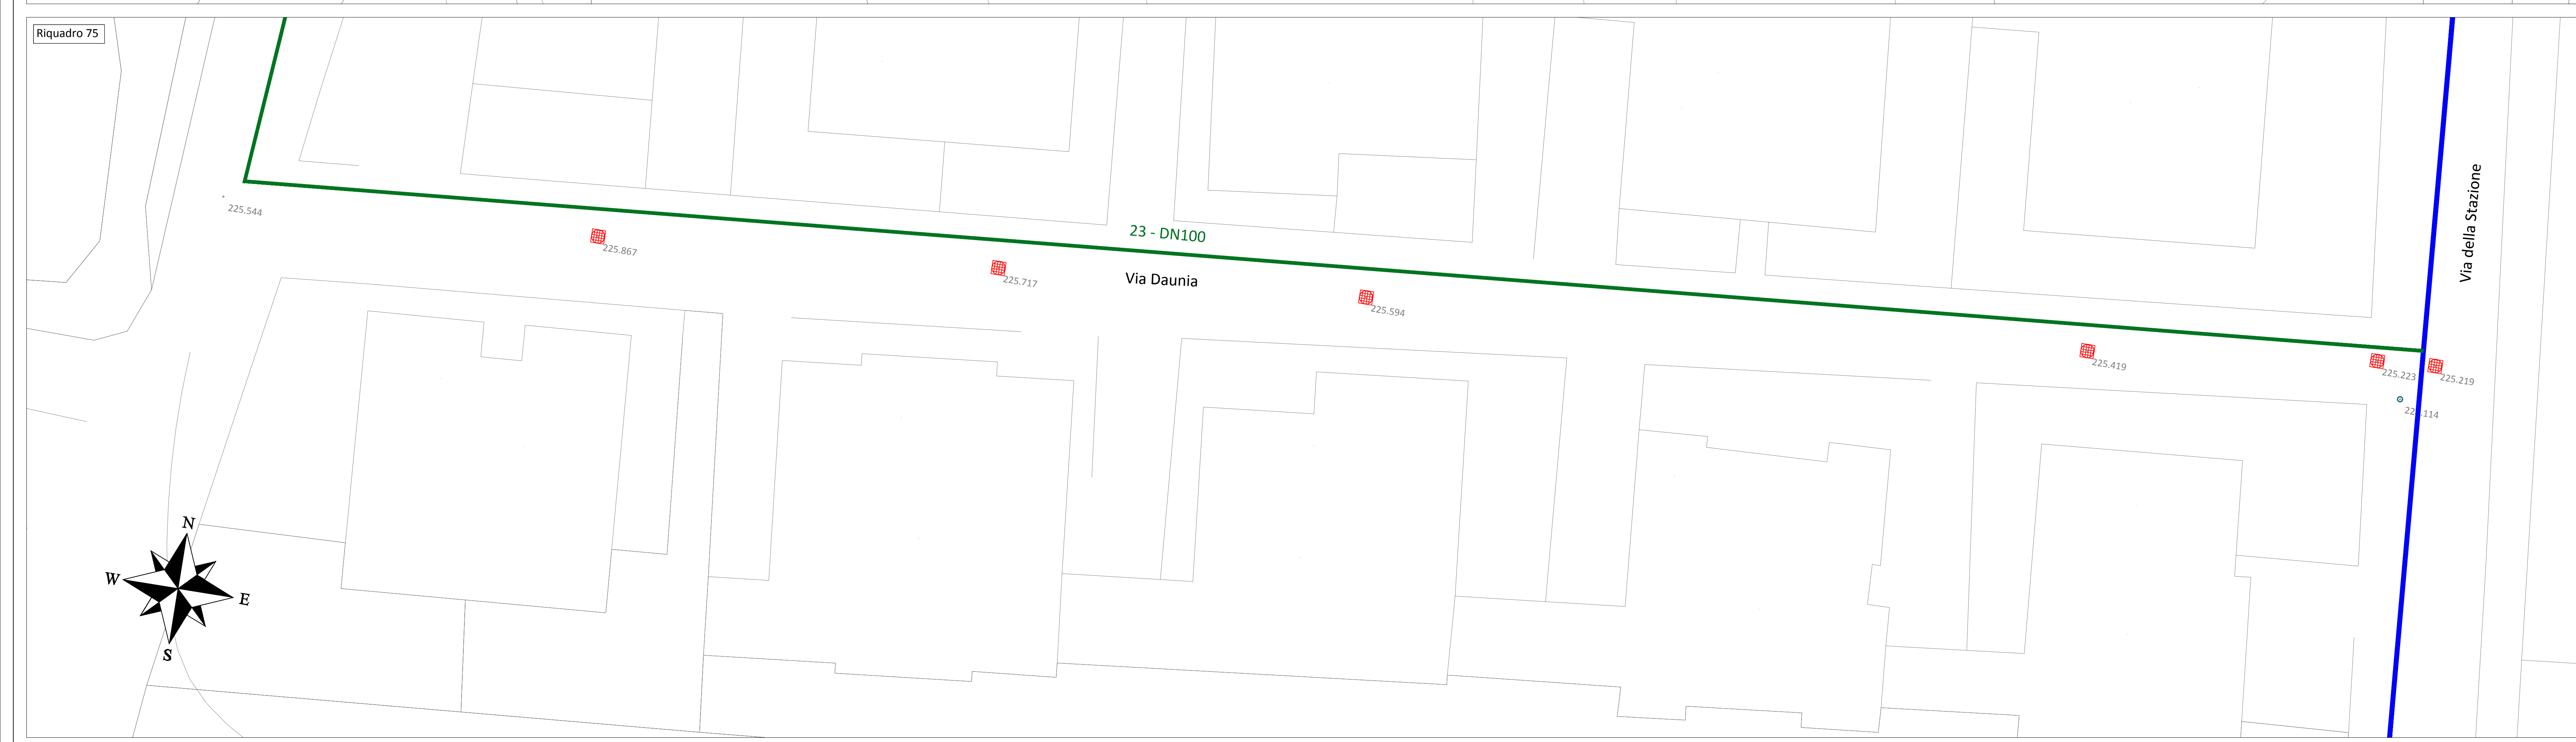 Riquadro 75
Via della Stazione
225.544
23 - DN100
225.867
225.717
Via Daunia
225.594
225.419
225.223
225.219
N
W
E
S